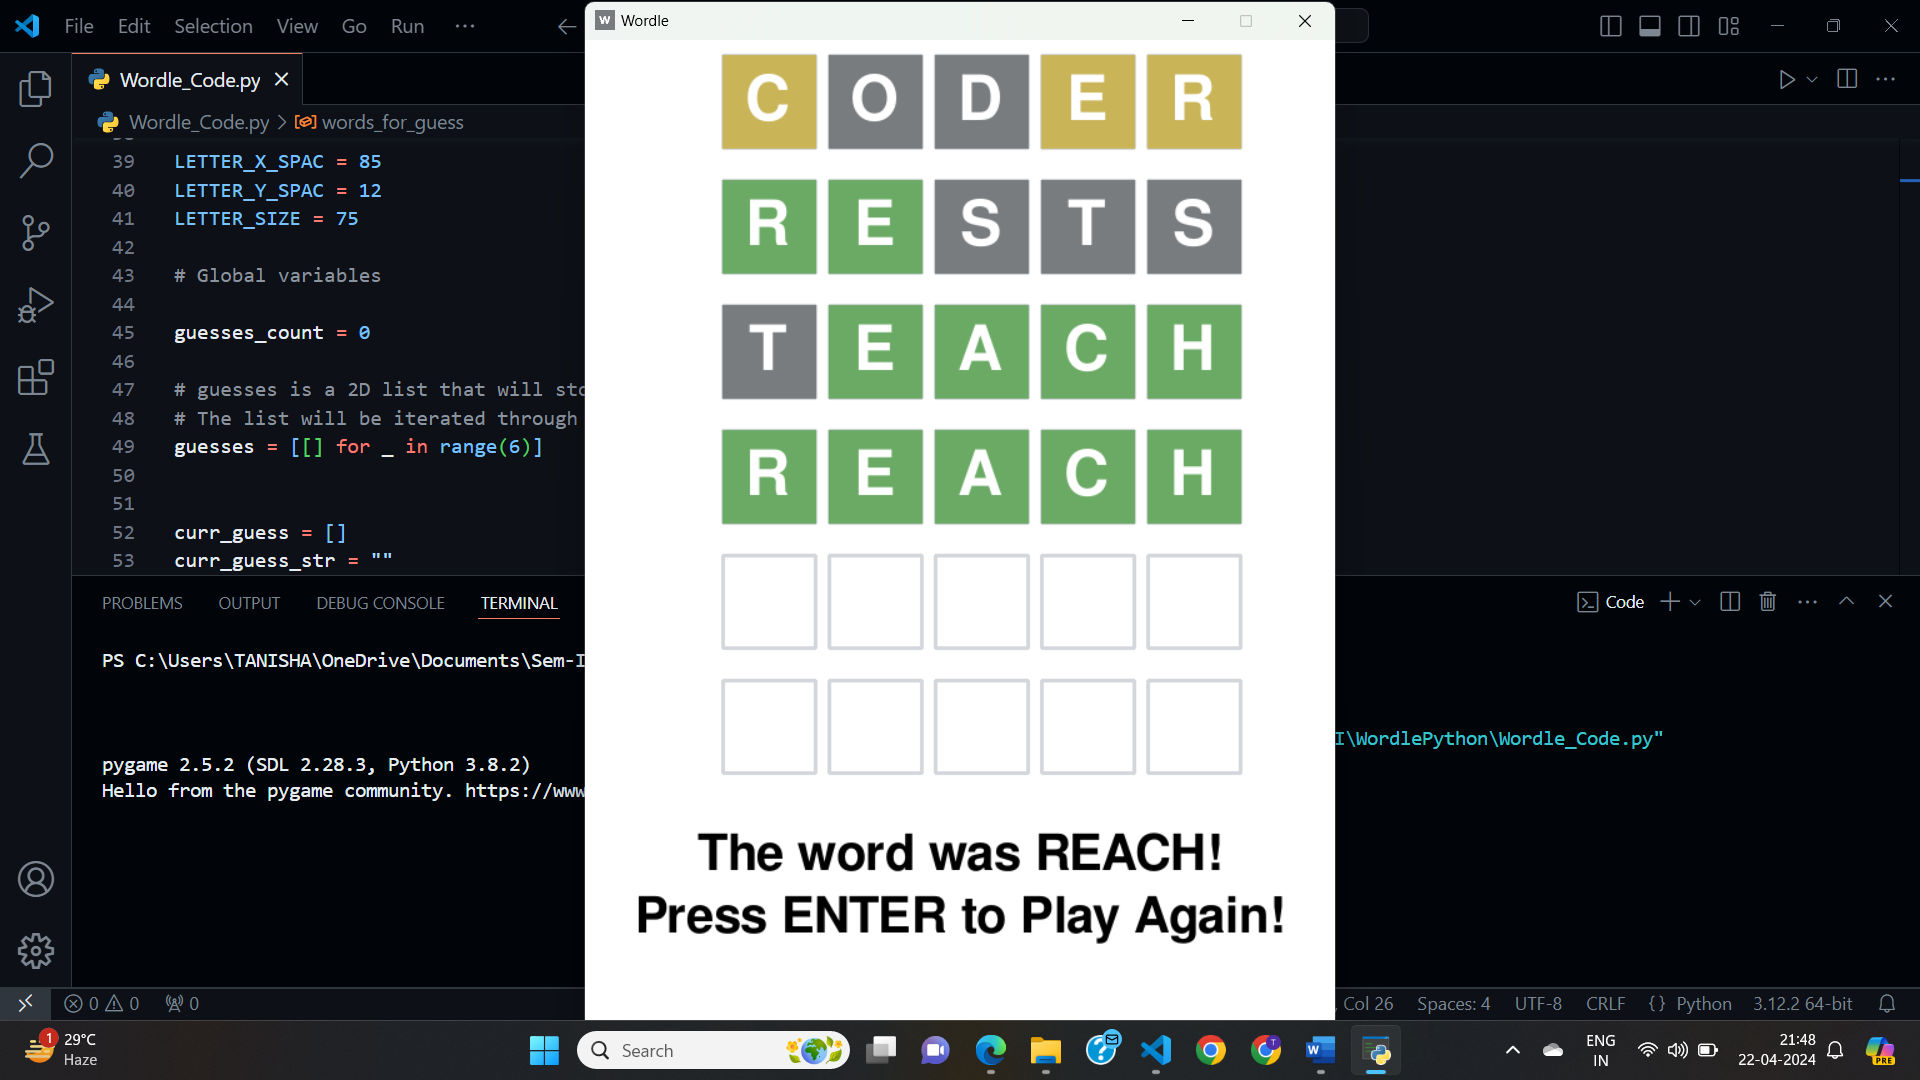 File Edit Selection View Go Run ...
W Wordle
Wordle_Code.py
Wordle_Code.py > words_for_guess
39 LETTER_X_SPAC = 85
40 LETTER_Y_SPAC = 12
41 LETTER_SIZE = 75
42
43 # Global variables
44
45 guesses_count = 0
46
47 # guesses is a 2D list that will sto
48 # The list will be iterated through
49 guesses = [[] for _ in range(6)]
50
51
52 curr_guess = []
53 curr_guess_str = ""
C O D E R
R E S T S
T E A C H
R E A C H
The word was REACH!
Press ENTER to Play Again!
PROBLEMS OUTPUT DEBUG CONSOLE TERMINAL
Code
PS C:\Users\TANISHA\OneDrive\Documents\Sem-I
I\WordlePython\Wordle_Code.py"
pygame 2.5.2 (SDL 2.28.3, Python 3.8.2)
Hello from the pygame community. https://www
0 0 0
Col 26 Spaces: 4 UTF-8 CRLF {} Python 3.12.2 64-bit
1
29°C
Haze
Search
T
W
PRE
ENG
IN
21:48
22-04-2024